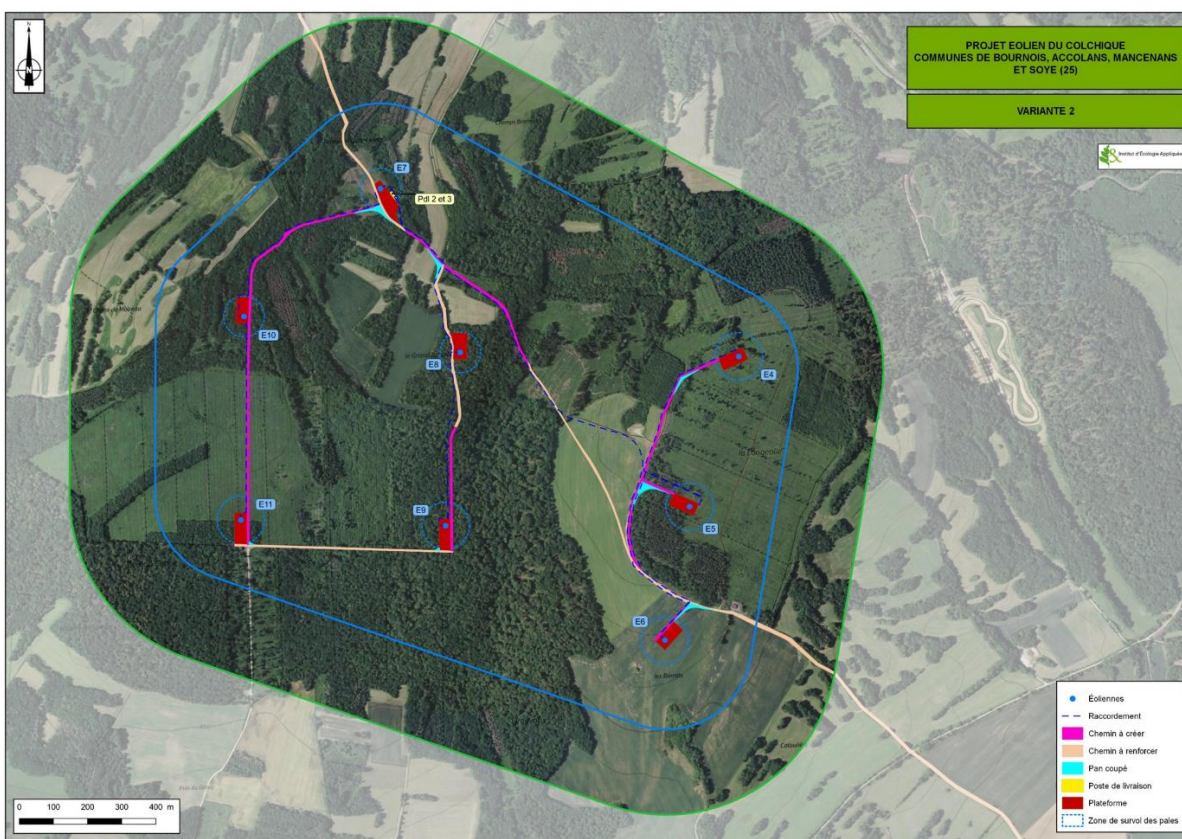 PROJET EOLIEN DU COLCHIQUE
COMMUNES DE BOURNOIS, ACCOLANS, MANCENANS
ET SOYE (25)
VARIANTE 2
Institut d'Écologie Appliquée
N
E7
Pdl 2 et 3
E10
E8
E4
E11
E9
E5
E6
Éoliennes
Raccordement
Chemin à créer
Chemin à renforcer
Pan coupé
Poste de livraison
Plateforme
Zone de survol des pales
0 100 200 300 400 m